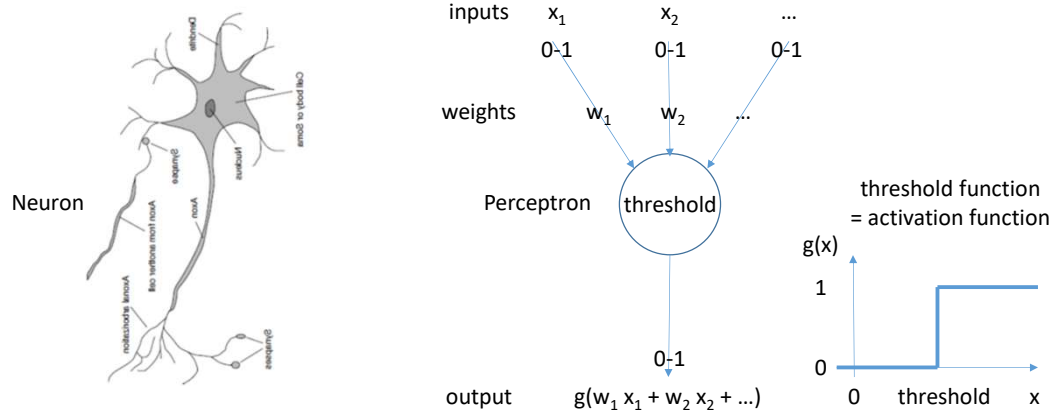 Neuron
Dendrite
Cell body or Soma
Nucleus
Synapse
Axon
Axon from another cell
Axonal arborization
Synapses
inputs x₁ x₂ ...
0-1 0-1 0-1
weights w₁ w₂ ...
Perceptron threshold
0-1
output g(w₁ x₁ + w₂ x₂ + ...)
threshold function
= activation function
g(x)
1
0
0 threshold x